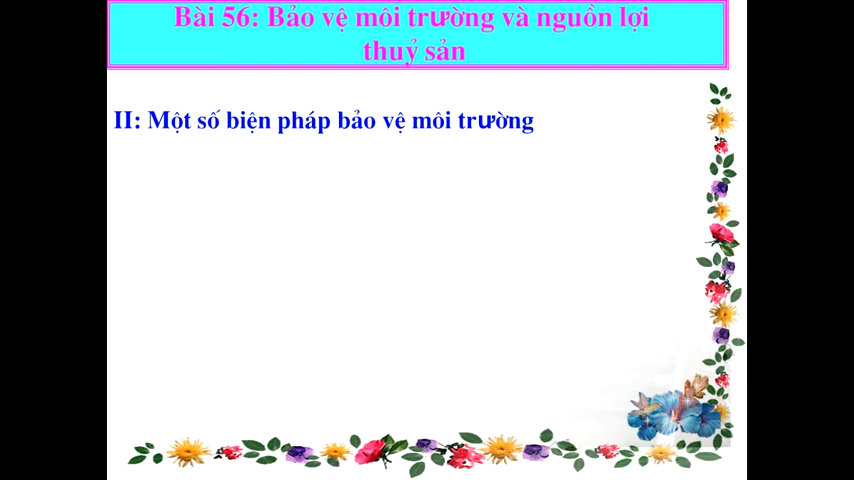 Bài 56: Bảo vệ môi trường và nguồn lợi
thuỷ sản
II: Một số biện pháp bảo vệ môi trường